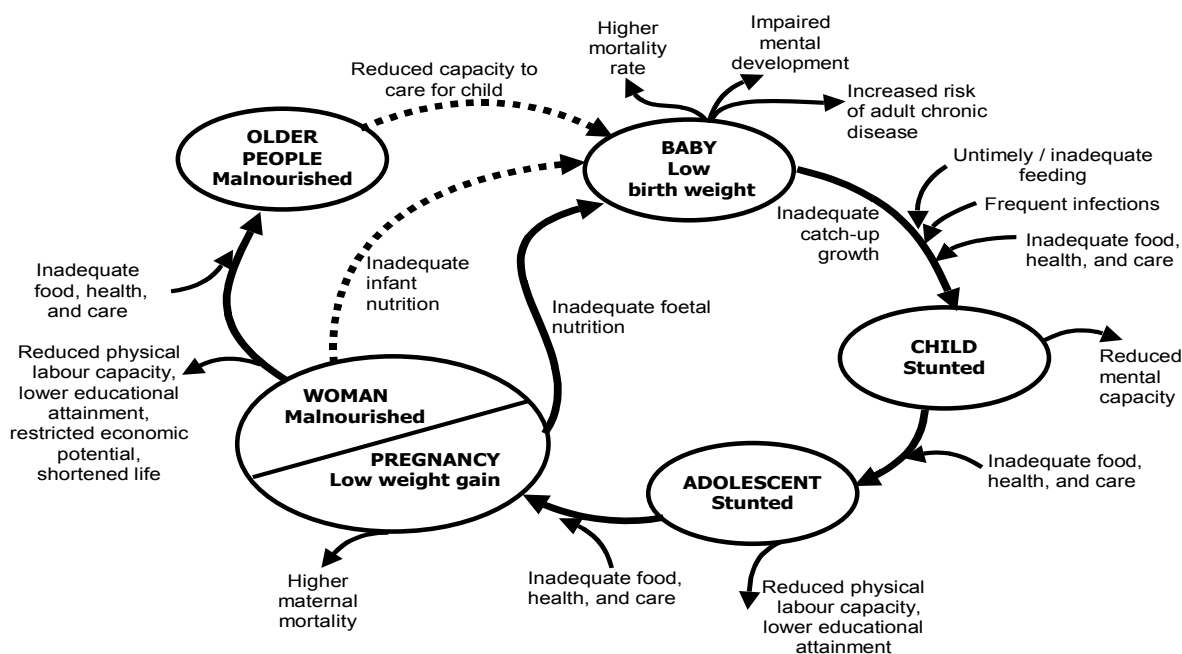 Higher
mortality
rate
Impaired
mental
development
Reduced capacity to
care for child
Increased risk
of adult chronic
disease
OLDER
PEOPLE
Malnourished
BABY
Low
birth weight
Untimely / inadequate
feeding
Frequent infections
Inadequate
catch-up
growth
Inadequate food,
health, and care
Inadequate
food, health,
and care
Inadequate
infant
nutrition
Inadequate foetal
nutrition
CHILD
Stunted
Reduced
mental
capacity
Reduced physical
labour capacity,
lower educational
attainment,
restricted economic
potential,
shortened life
WOMAN
Malnourished
PREGNANCY
Low weight gain
ADOLESCENT
Stunted
Inadequate food,
health, and care
Higher
maternal
mortality
Inadequate food,
health, and care
Reduced physical
labour capacity,
lower educational
attainment